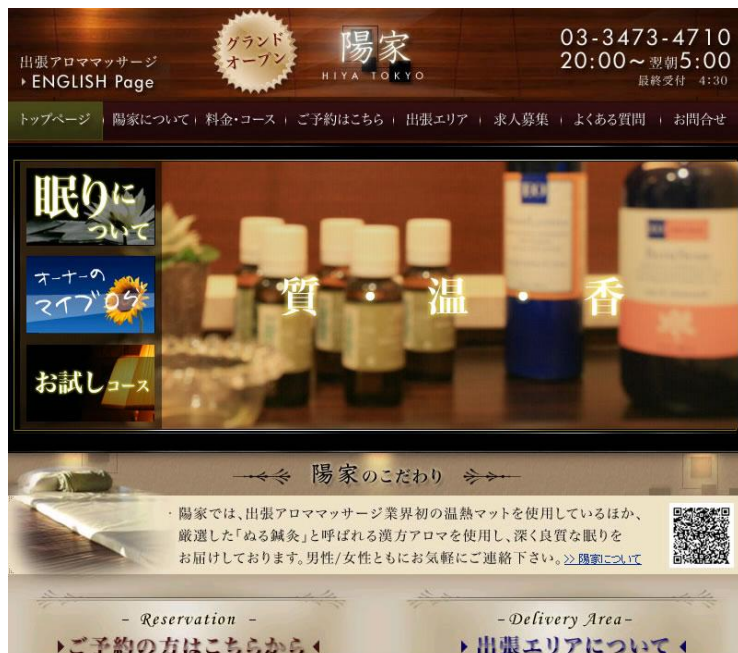 出張アロママッサージ
ENGLISH Page
グランド
オープン
陽家
HIYA TOKYO
03-3473-4710
20:00〜翌朝5:00
最終受付 4:30
トップページ
陽家について
料金・コース
ご予約はこちら
出張エリア
求人募集
よくある質問
お問合せ
眠りに
ついて
オーナーの
マイブログ
お試しコース
質・温・香
陽家のこだわり
陽家では、出張アロママッサージ業界初の温熱マットを使用しているほか、
厳選した「ぬる鍼灸」と呼ばれる漢方アロマを使用し、深く良質な眠りを
お届けしております。男性/女性ともにお気軽にご連絡下さい。>> 陽家について
- Reservation -
ご予約の方はこちらから
-Delivery Area-
出張エリアについて